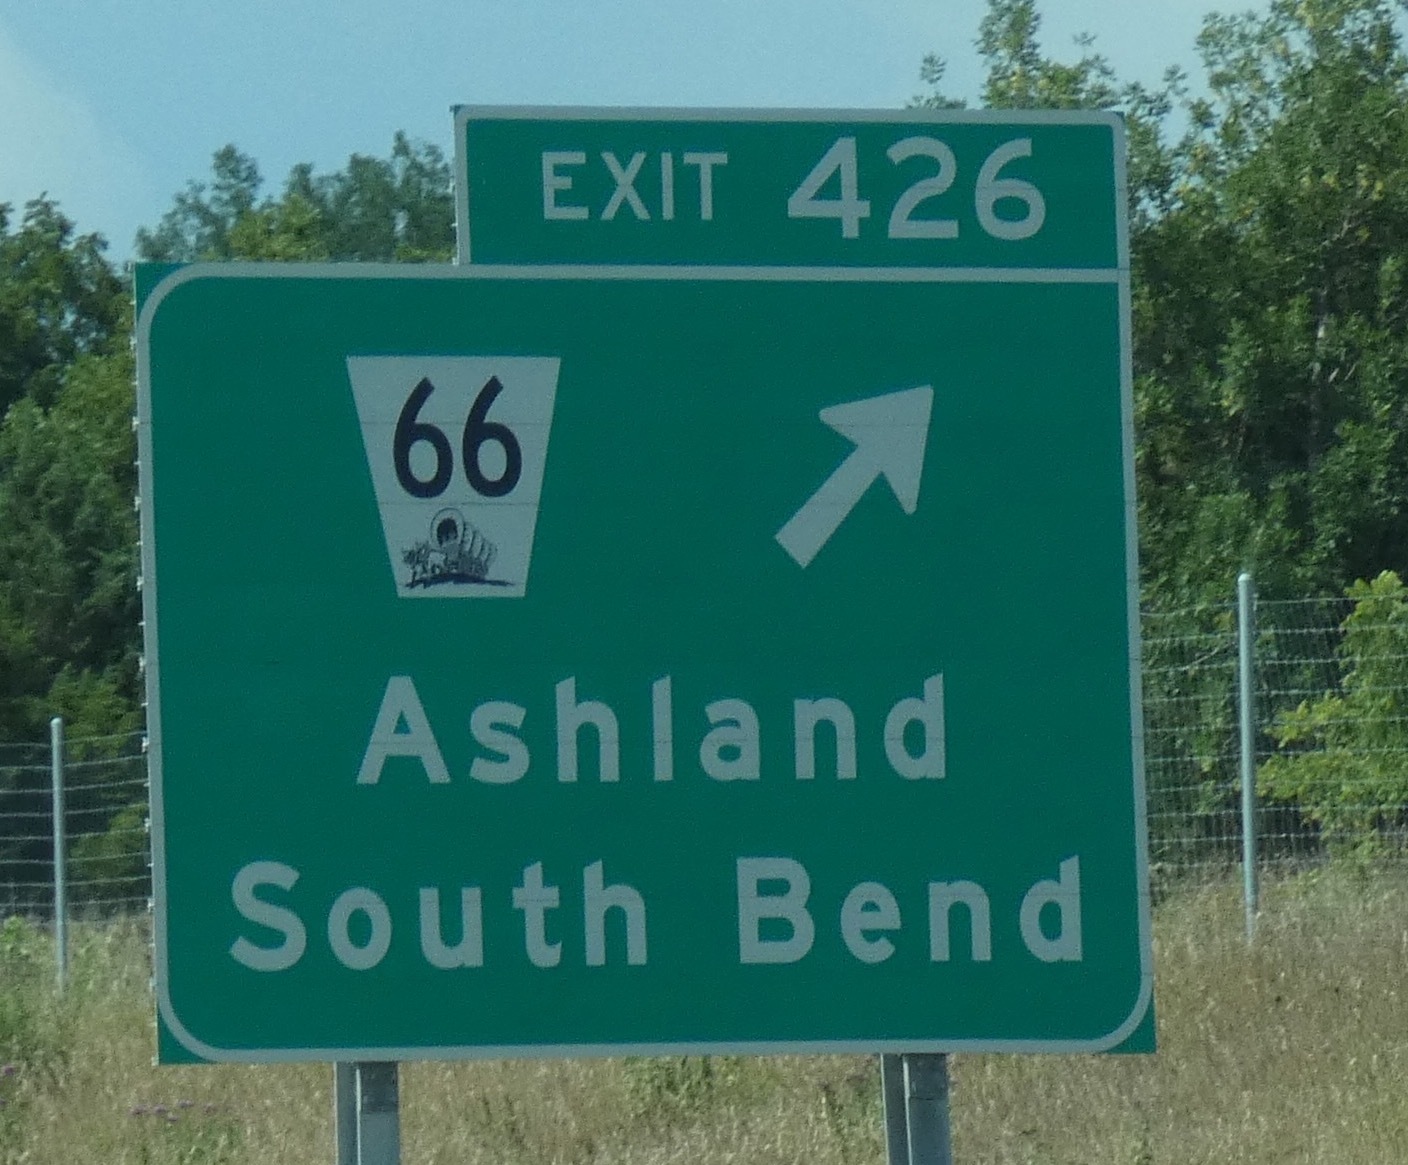 EXIT 426
66
Ashland
South Bend